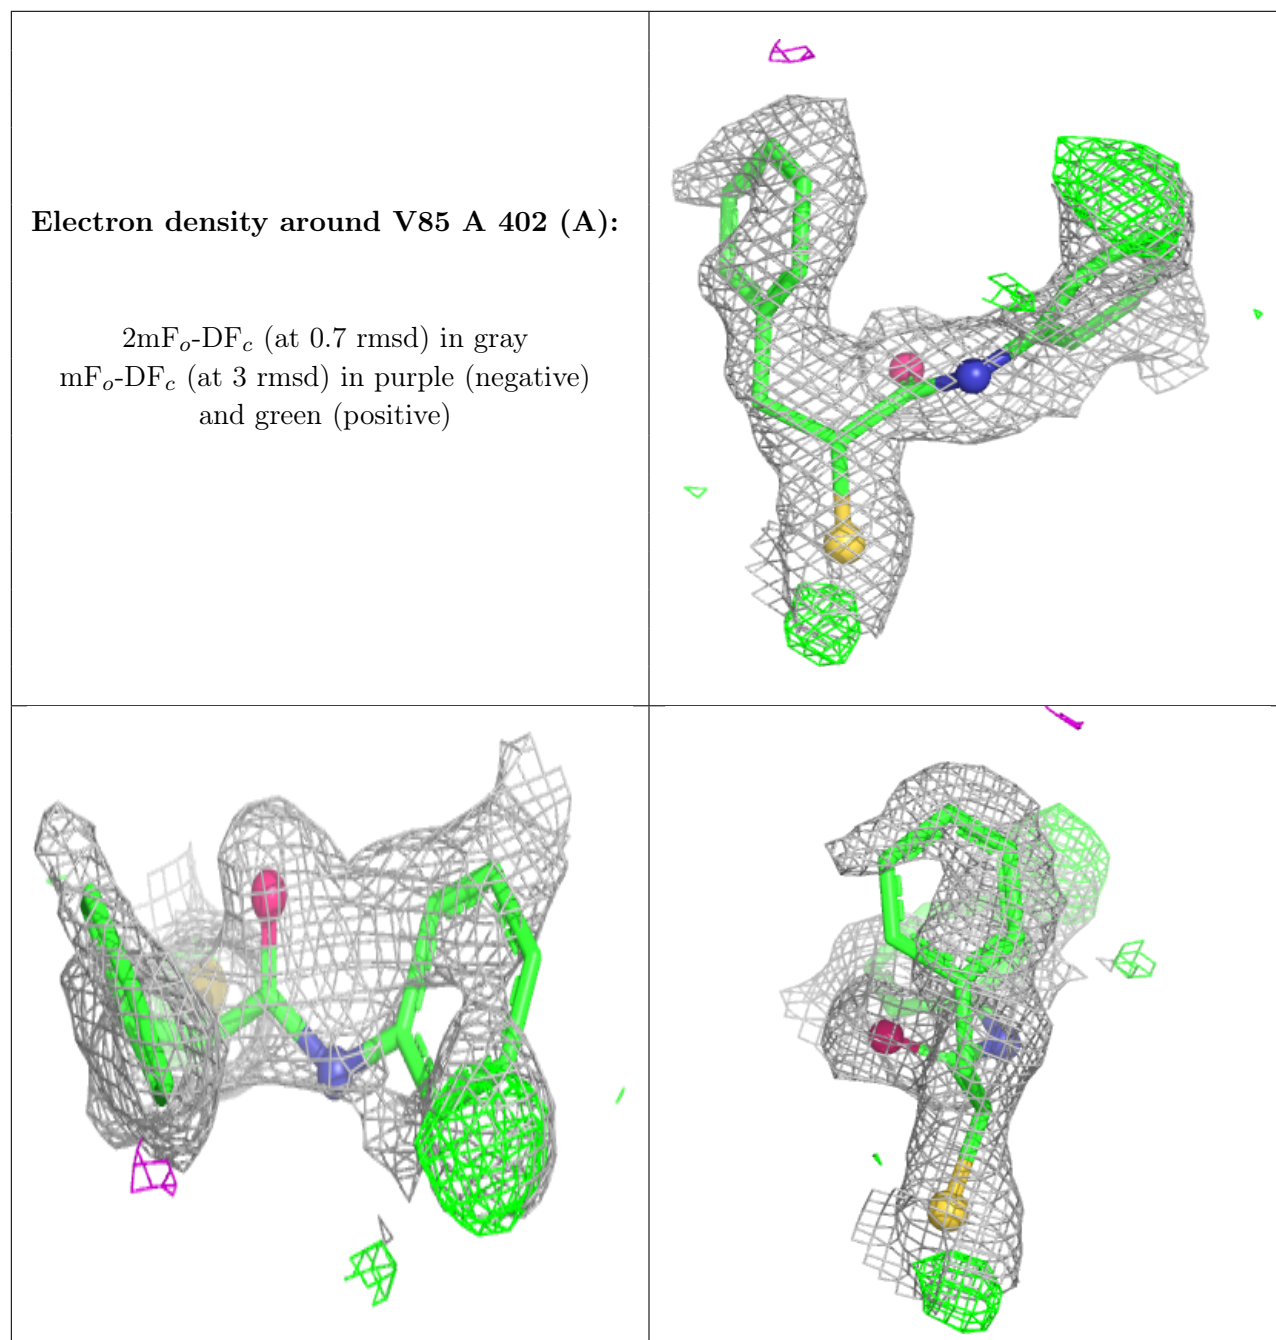 Electron density around V85 A 402 (A):
2mFo-DFc (at 0.7 rmsd) in gray
mFo-DFc (at 3 rmsd) in purple (negative)
and green (positive)